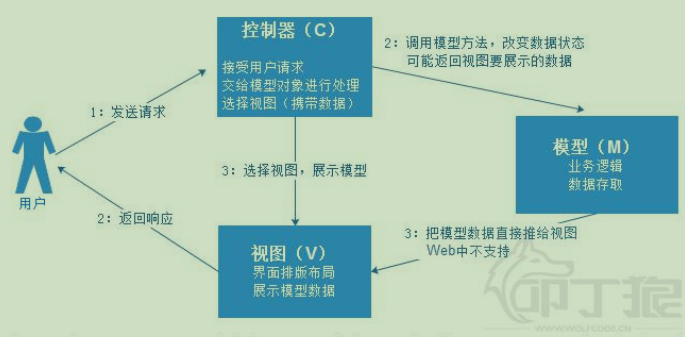 控制器（C）
接受用户请求
交给模型对象进行处理
选择视图（携带数据）
2：调用模型方法，改变数据状态
可能返回视图要展示的数据
1：发送请求
模型（M）
业务逻辑
数据存取
3：选择视图，展示模型
用户
2：返回响应
3：把模型数据直接推给视图
Web中不支持
视图（V）
界面排版布局
展示模型数据
叩丁狼
WWW.WOLFCODE.CN